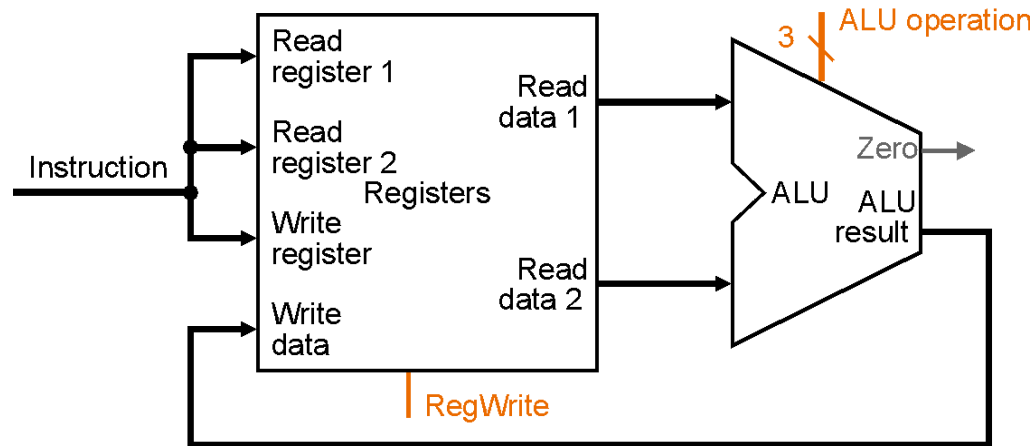 ALU operation
3
Read
register 1
Read
data 1
Read
register 2
Zero
Instruction
Registers
ALU
ALU
result
Write
register
Read
data 2
Write
data
RegWrite